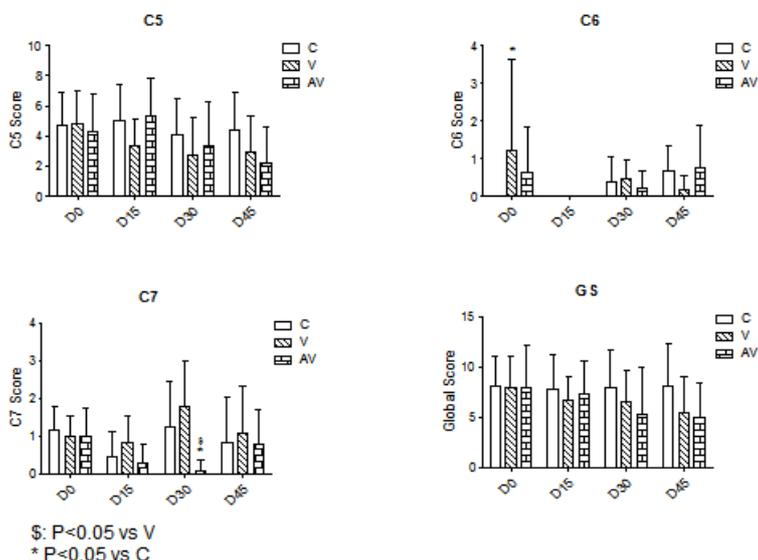 C5
C5 Score
10
8
6
4
2
0
D0 D15 D30 D45
C
V
AV
C6
C6 Score
4
3
2
1
0
*
D0 D15 D30 D45
C
V
AV
C7
C7 Score
4
3
2
1
0
$
*
D0 D15 D30 D45
C
V
AV
GS
Global Score
15
10
5
0
D0 D15 D30 D45
C
V
AV
$: P<0.05 vs V
* P<0.05 vs C